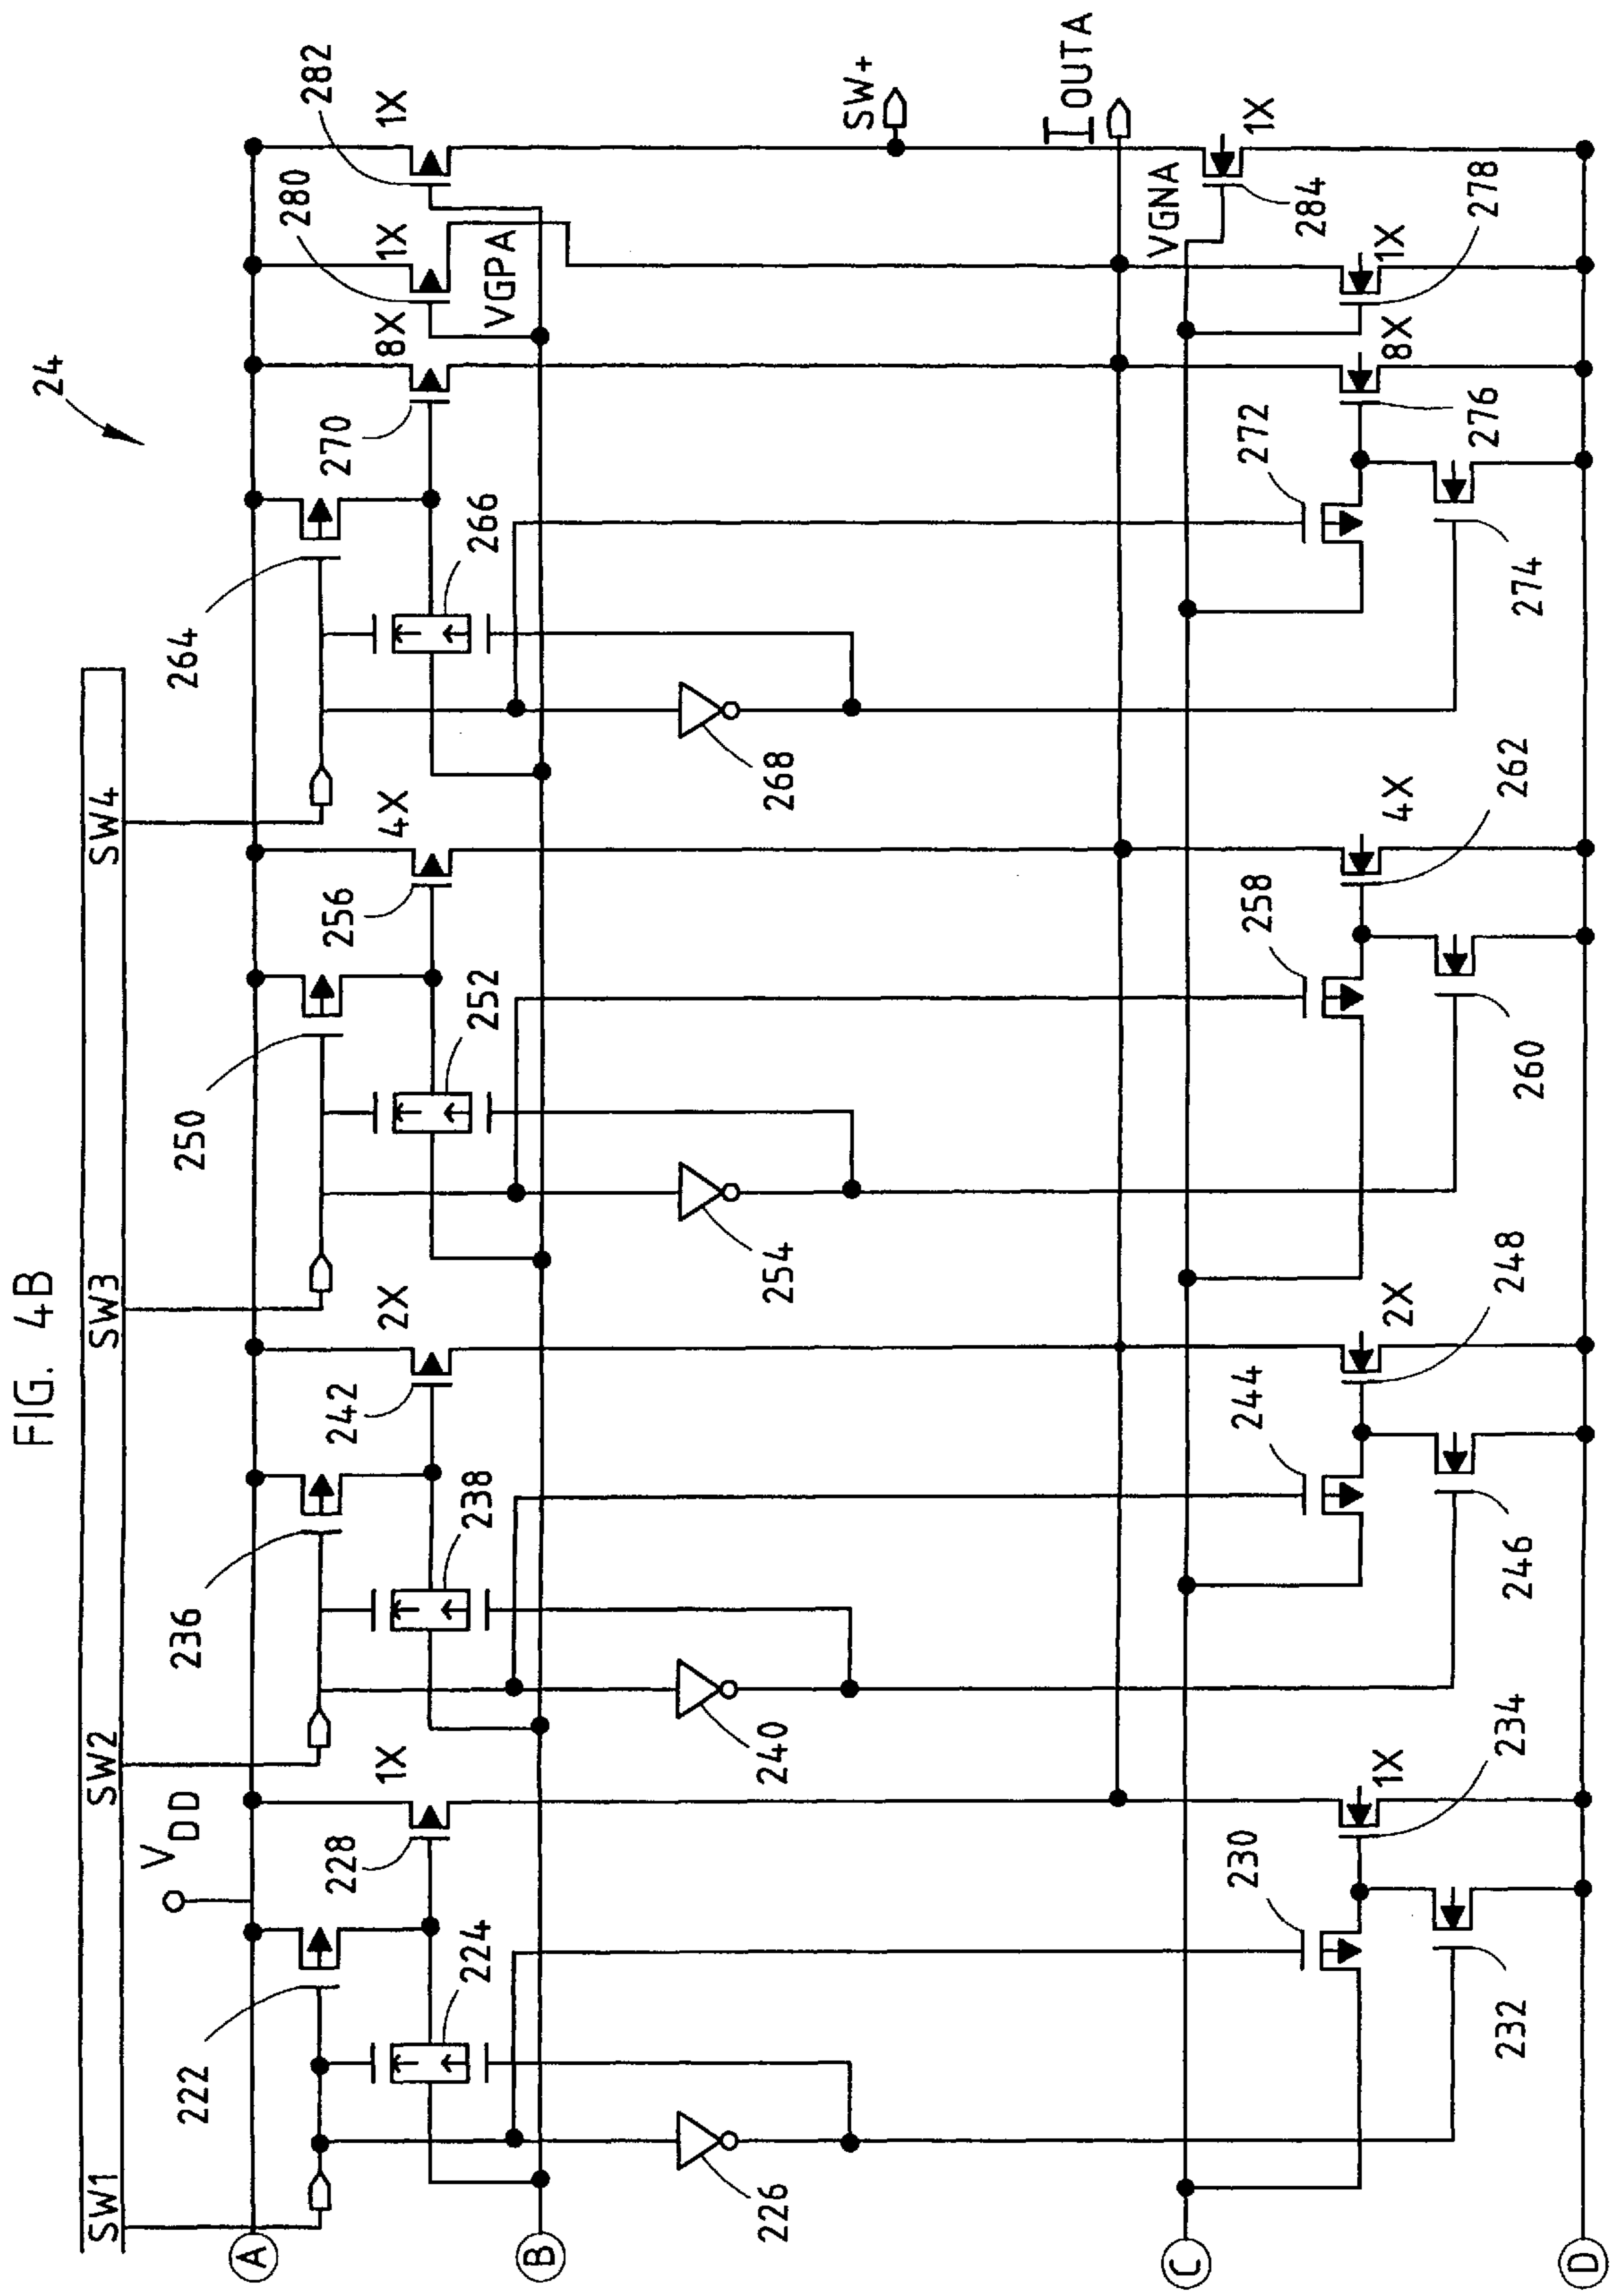 FIG. 4B
24
SW1
SW2
SW3
SW4
A
V DD
222
236
250
264
228
1X
242
2X
256
4X
270
8X
280
1X
282
1X
224
238
252
266
VGPA
B
226
240
254
268
SW+
IOUTA
C
VGNA
284
1X
230
244
258
272
234
1X
248
2X
262
4X
276
8X
278
1X
232
246
260
274
D